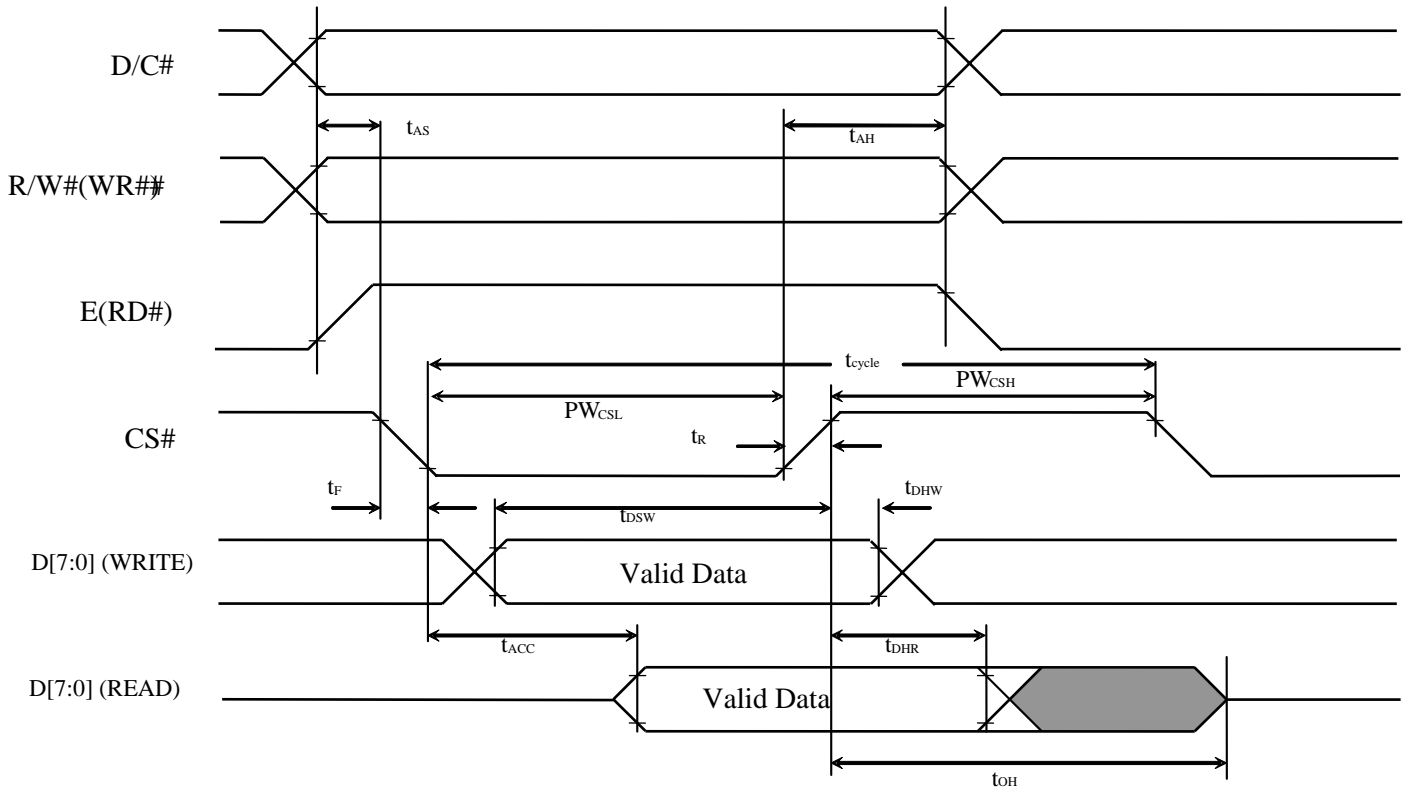 D/C#
tAS
tAH
R/W#(WR##
E(RD#)
tcycle
PWCSL
PWCSH
CS#
tR
tF
tDSW
tDHW
D[7:0] (WRITE)
Valid Data
tACC
tDHR
D[7:0] (READ)
Valid Data
tOH